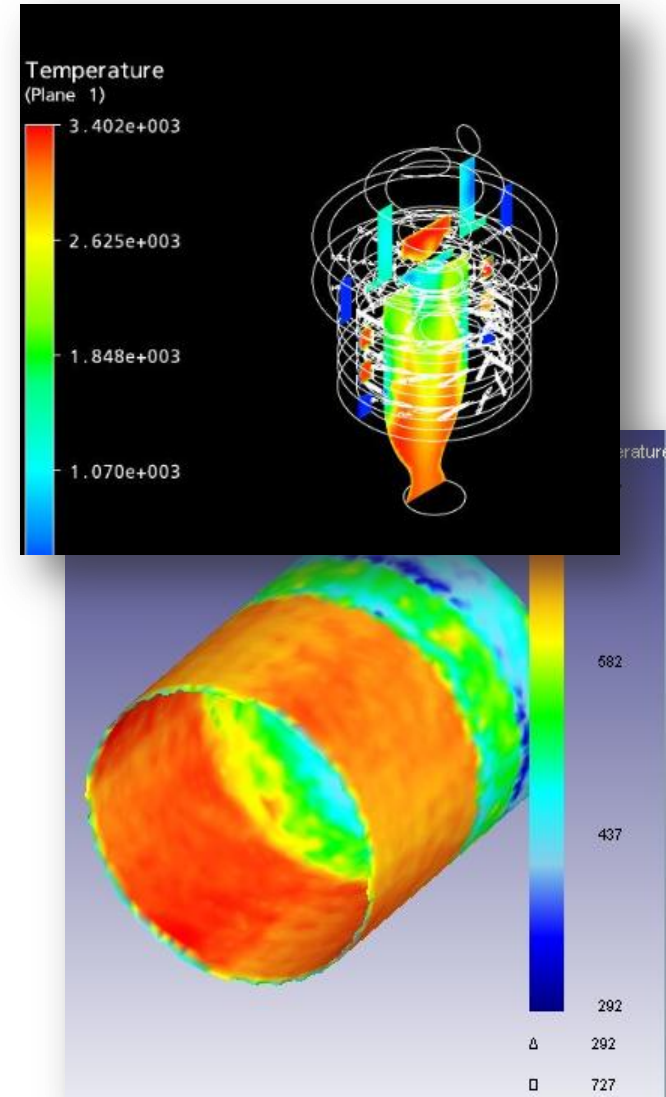 Temperature
(Plane 1)
3.402e+003
2.625e+003
1.848e+003
1.070e+003
erature
582
437
292
Δ 292
□ 727